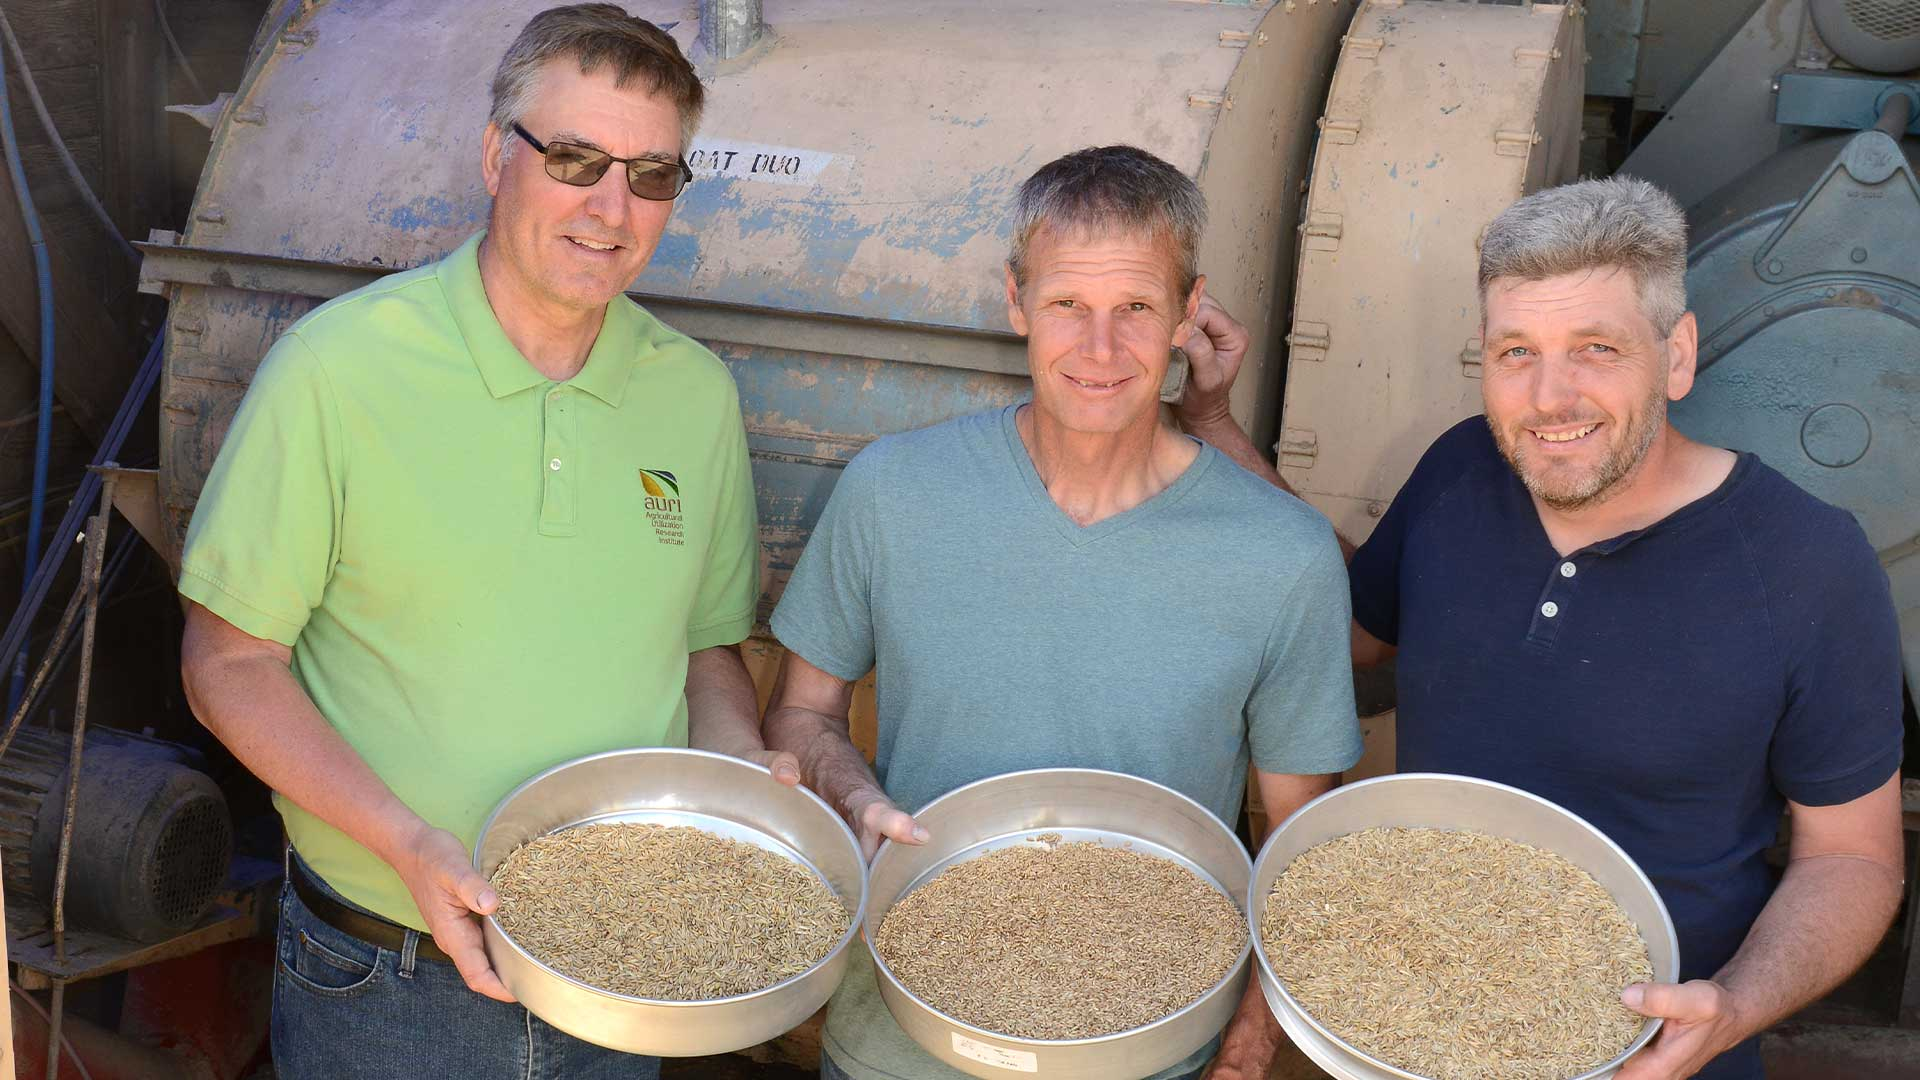 OAT DUO
auri
Agricultural
Utilization
Research
Institute